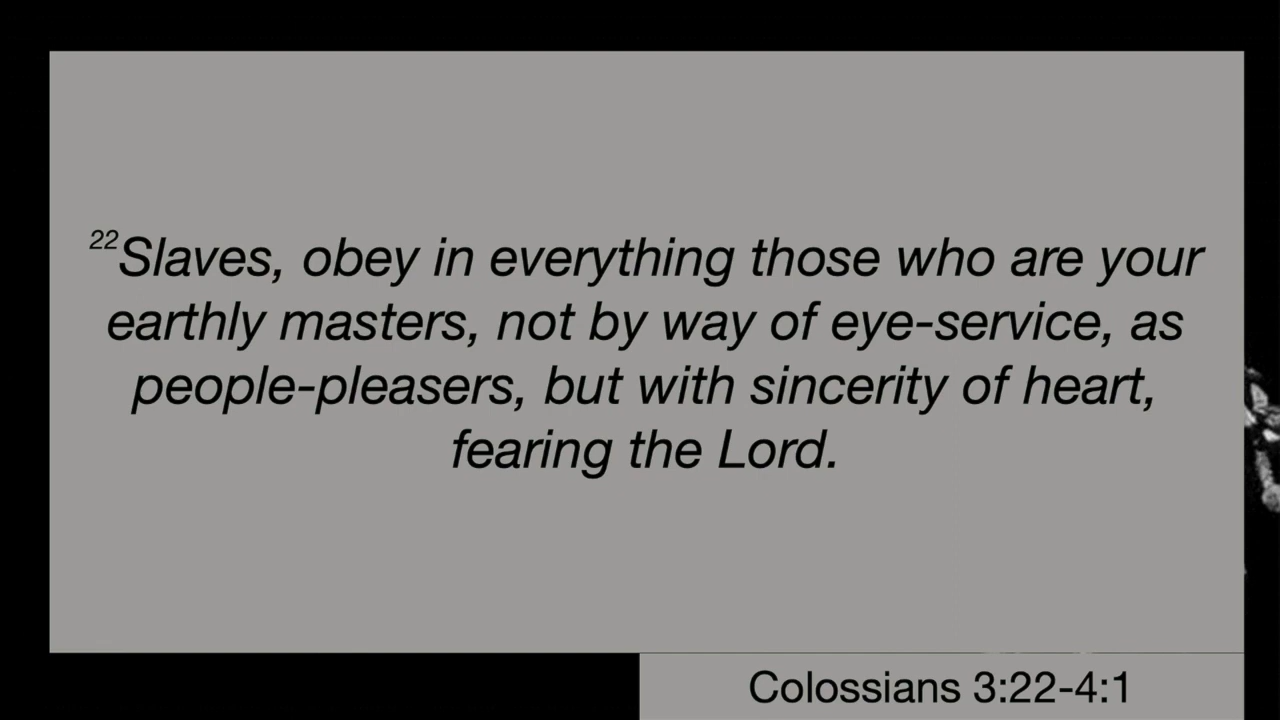 22Slaves, obey in everything those who are your
earthly masters, not by way of eye-service, as
people-pleasers, but with sincerity of heart,
fearing the Lord.
Colossians 3:22-4:1